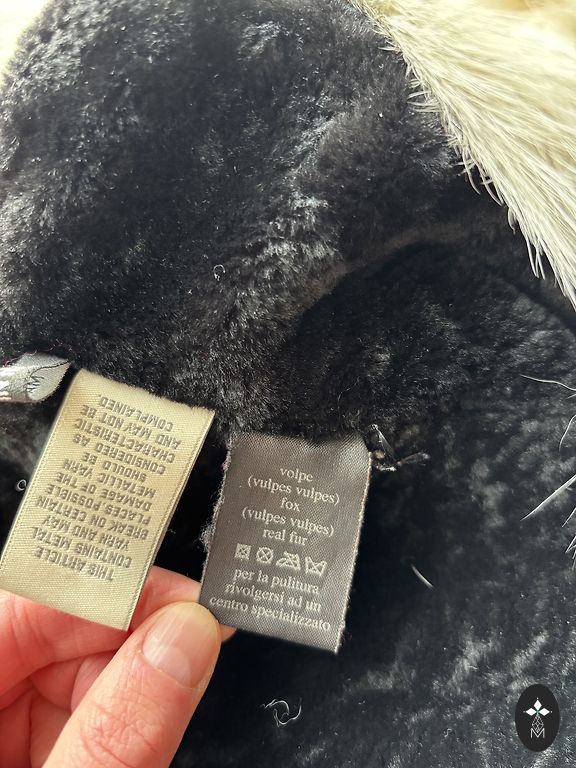 THIS ARTICLE
CONTAINS METAL
YARN AND MAY
BREAK ON CERTAIN
PLACES POSSIBLE
DAMAGE OF THE
METALLIC YARN
SHOULD BE
CONSIDERED AS
CHARACTERISTIC
AND MAY NOT BE
COMPLAINED.
volpe
(vulpes vulpes)
fox
(vulpes vulpes)
real fur
per la pulitura
rivolgersi ad un
centro specializzato
M